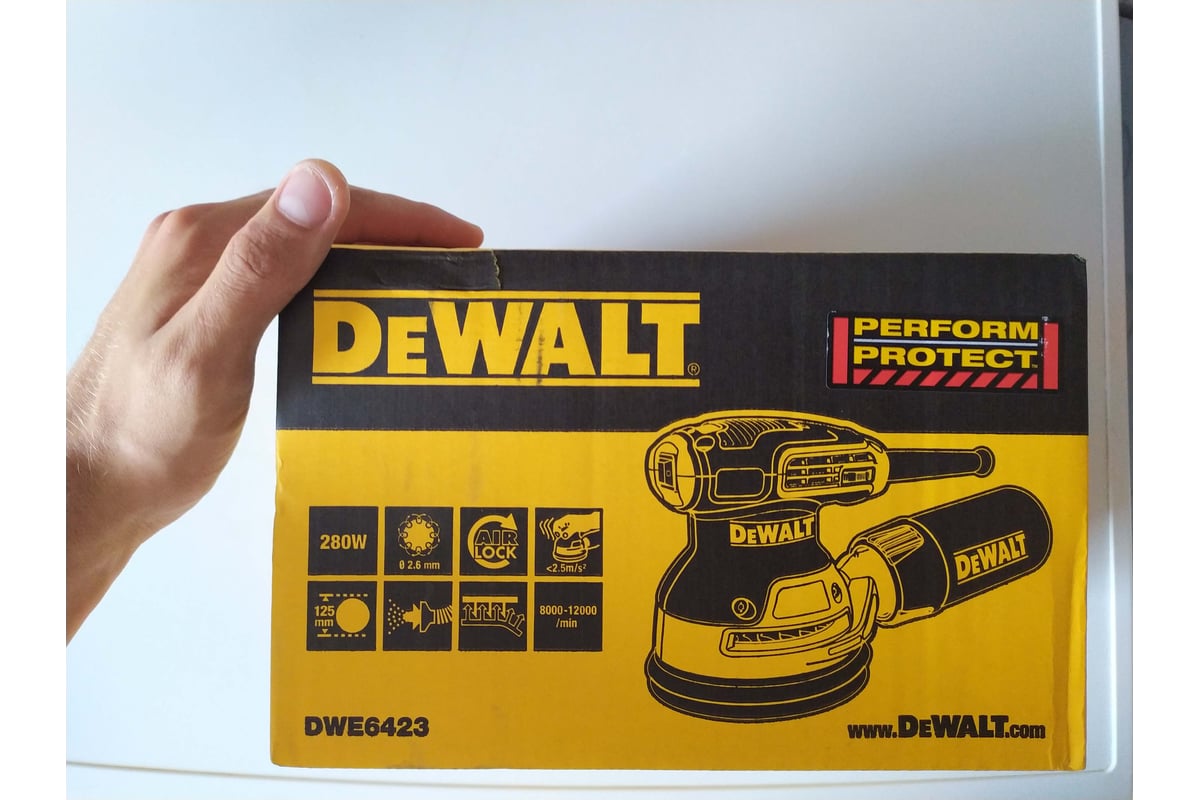 DEWALT®
PERFORM
PROTECT™
280W
Ø 2.6 mm
AIR
LOCK
<2.5m/s²
125
mm
8000-12000
/min
DEWALT
DEWALT
DWE6423
www.DEWALT.com